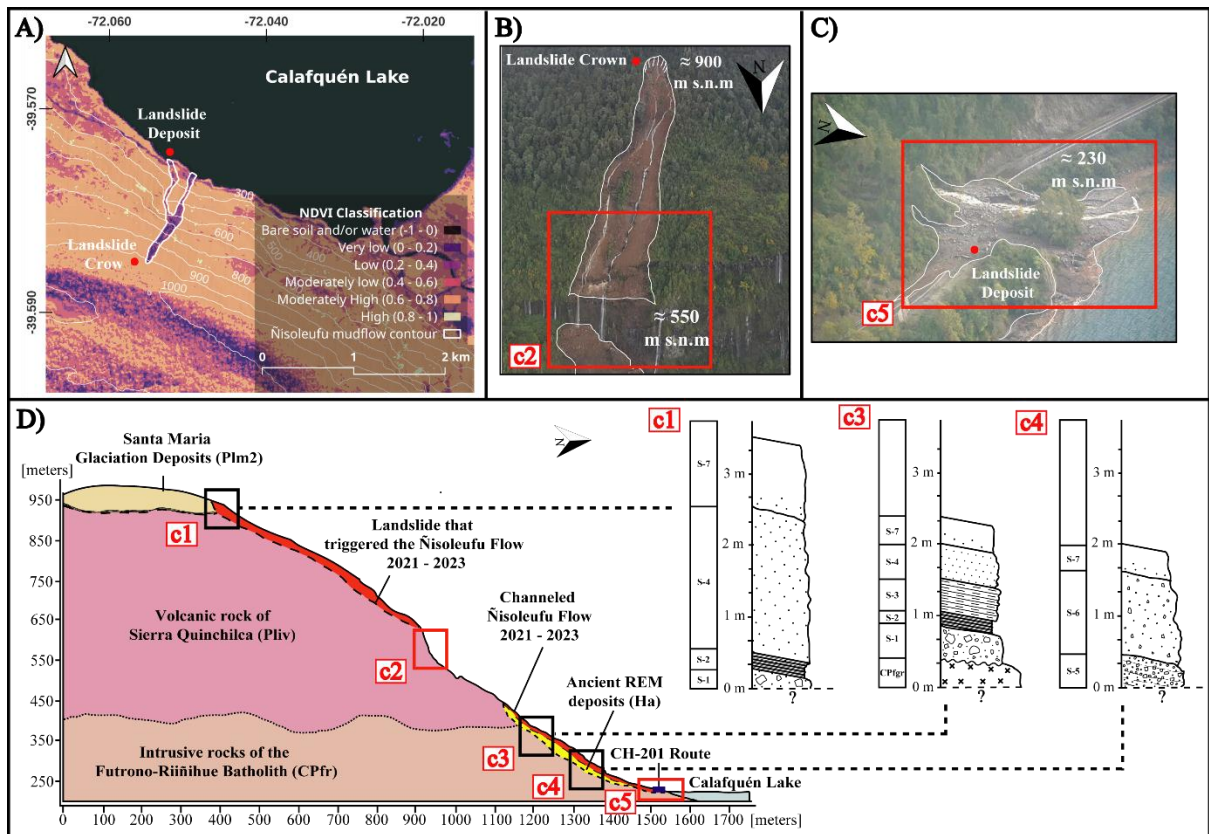 A)
-72.060
-72.040
-72.020
Calafquén Lake
-39.570
-39.590
Landslide
Deposit
Landslide
Crow
300
400
500
600
800
900
1000
NDVI Classification
Bare soil and/or water (-1 - 0)
Very low (0 - 0.2)
Low (0.2 - 0.4)
Moderately low (0.4 - 0.6)
Moderately High (0.6 - 0.8)
High (0.8 - 1)
Ñisoleufu mudflow contour
0 1 2 km
B)
Landslide Crown
≈ 900
m s.n.m
N
≈ 550
m s.n.m
c2
C)
N
≈ 230
m s.n.m
Landslide
Deposit
c5
D)
Santa Maria
Glaciation Deposits (Plm2)
[meters]
950
850
750
650
550
450
350
250
N
c1
Landslide that
triggered the Ñisoleufu Flow
2021 - 2023
Volcanic rock of
Sierra Quinchilca (Pliv)
c2
Channeled
Ñisoleufu Flow
2021 - 2023
Ancient REM
deposits (Ha)
Intrusive rocks of the
Futrono-Riiñihue Batholith (CPfr)
c3
c4
CH-201 Route
c5
Calafquén Lake
0 100 200 300 400 500 600 700 800 900 1000 1100 1200 1300 1400 1500 1600 1700 [meters]
c1
S-7
S-4
S-2
S-1
3 m
2 m
1 m
0 m
?
c3
S-7
S-4
S-3
S-2
S-1
CPfgr
3 m
2 m
1 m
0 m
?
c4
S-7
S-6
S-5
3 m
2 m
1 m
0 m
?